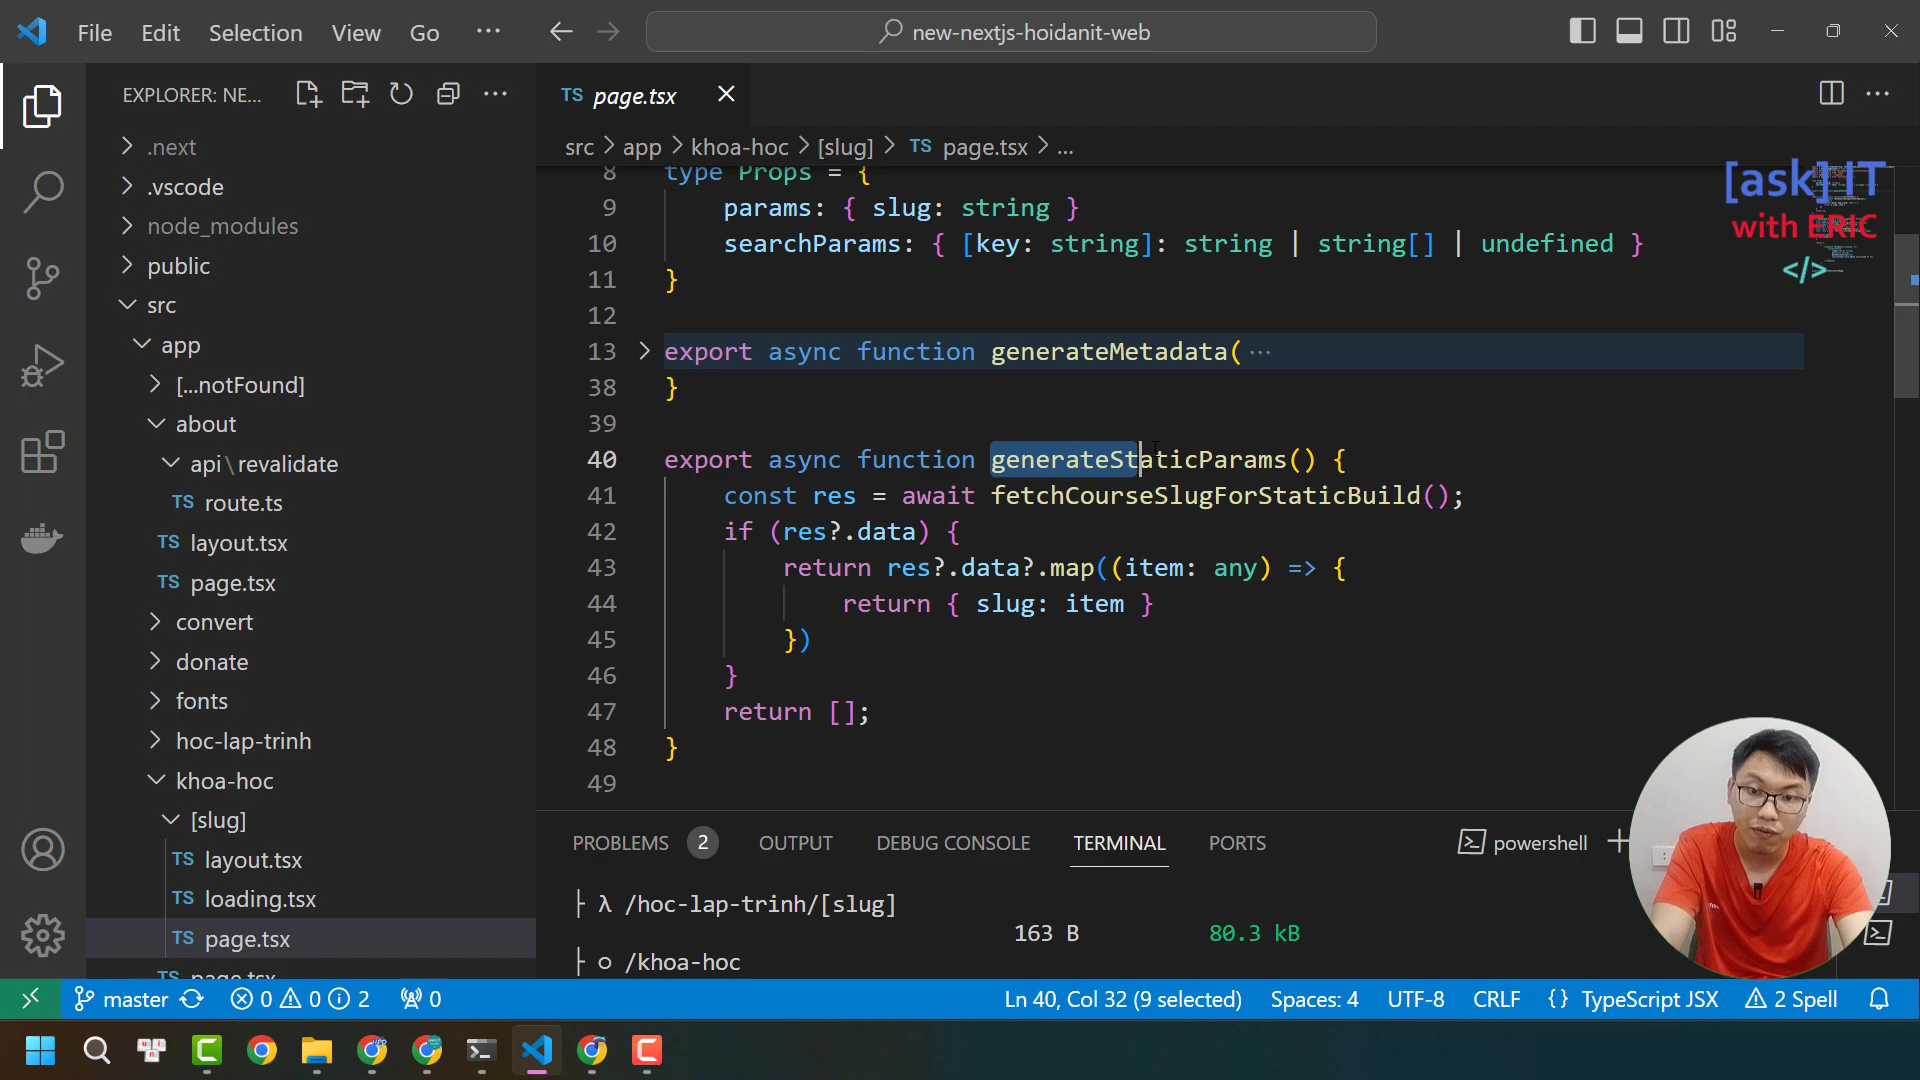 File Edit Selection View Go ···
new-nextjs-hoidanit-web
EXPLORER: NE... ···
TS page.tsx
···
src > app > khoa-hoc > [slug] > TS page.tsx > ...
[ask]IT
with ERIC
</>
> .next
> .vscode
> node_modules
> public
src
app
> [...notFound]
about
api\revalidate
TS route.ts
TS layout.tsx
TS page.tsx
> convert
> donate
> fonts
> hoc-lap-trinh
khoa-hoc
[slug]
TS layout.tsx
TS loading.tsx
TS page.tsx
TS page.tsx
8 type Props = {
9 params: { slug: string }
10 searchParams: { [key: string]: string | string[] | undefined }
11 }
12
13 > export async function generateMetadata( ···
38 }
39
40 export async function generateStaticParams() {
41 const res = await fetchCourseSlugForStaticBuild();
42 if (res?.data) {
43 return res?.data?.map((item: any) => {
44 return { slug: item }
45 })
46 }
47 return [];
48 }
49
PROBLEMS 2 OUTPUT DEBUG CONSOLE TERMINAL PORTS
powershell +
├ λ /hoc-lap-trinh/[slug]
163 B 80.3 kB
├ ○ /khoa-hoc
master 0 0 2 0
Ln 40, Col 32 (9 selected) Spaces: 4 UTF-8 CRLF {} TypeScript JSX 2 Spell